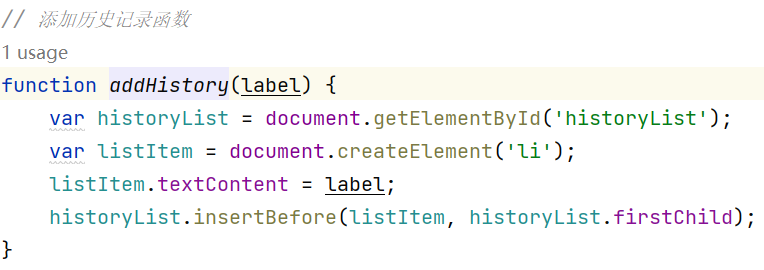 // 添加历史记录函数
1 usage
function addHistory(label) {
    var historyList = document.getElementById('historyList');
    var listItem = document.createElement('li');
    listItem.textContent = label;
    historyList.insertBefore(listItem, historyList.firstChild);
}